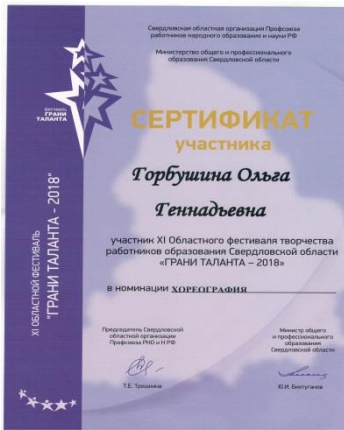 Свердловская областная организация Профсоюза
работников народного образования и науки РФ
Министерство общего и профессионального
образования Свердловской области
Фестиваль
ГРАНИ
ТАЛАНТА
СЕРТИФИКАТ
участника
Горбушина Ольга
Геннадьевна
участник XI Областного фестиваля творчества
работников образования Свердловской области
«ГРАНИ ТАЛАНТА – 2018»
в номинации ХОРЕОГРАФИЯ
XI ОБЛАСТНОЙ ФЕСТИВАЛЬ
"ГРАНИ ТАЛАНТА - 2018"
Председатель Свердловской
областной организации
Профсоюза РНО и Н РФ
Т.Е. Трошкина
Министр общего
и профессионального
образования
Свердловской области
Ю.И. Биктуганов